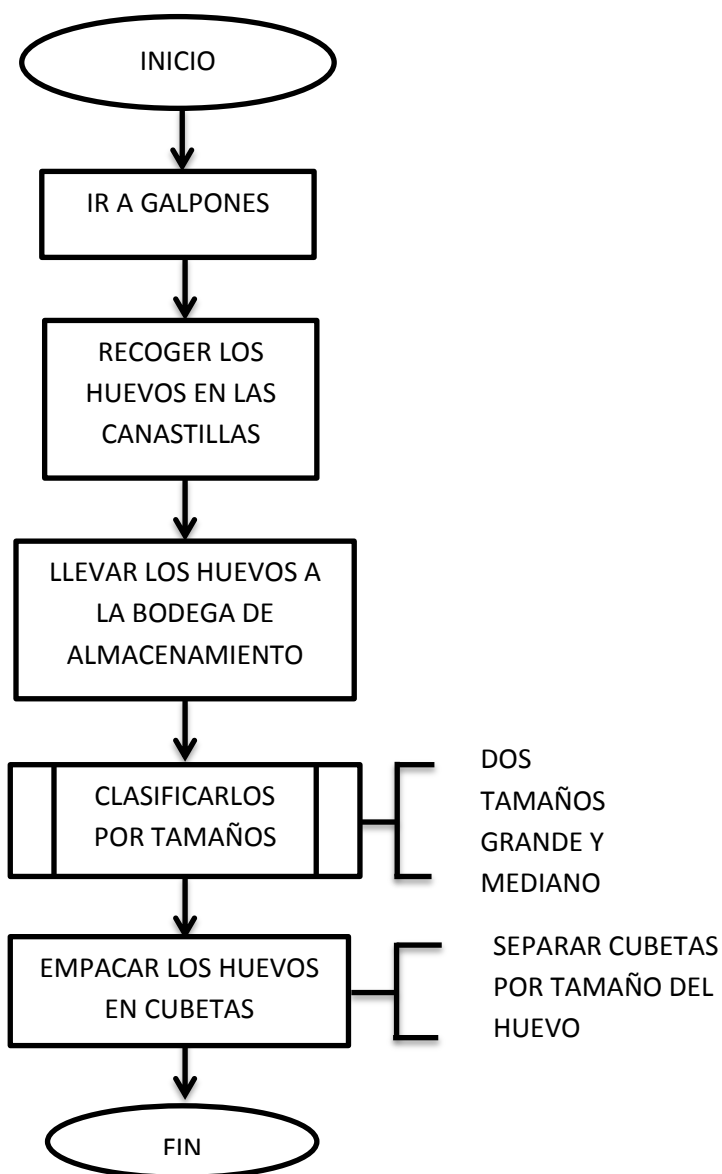 INICIO
IR A GALPONES
RECOGER LOS
HUEVOS EN LAS
CANASTILLAS
LLEVAR LOS HUEVOS A
LA BODEGA DE
ALMACENAMIENTO
CLASIFICARLOS
POR TAMAÑOS
DOS
TAMAÑOS
GRANDE Y
MEDIANO
EMPACAR LOS HUEVOS
EN CUBETAS
SEPARAR CUBETAS
POR TAMAÑO DEL
HUEVO
FIN